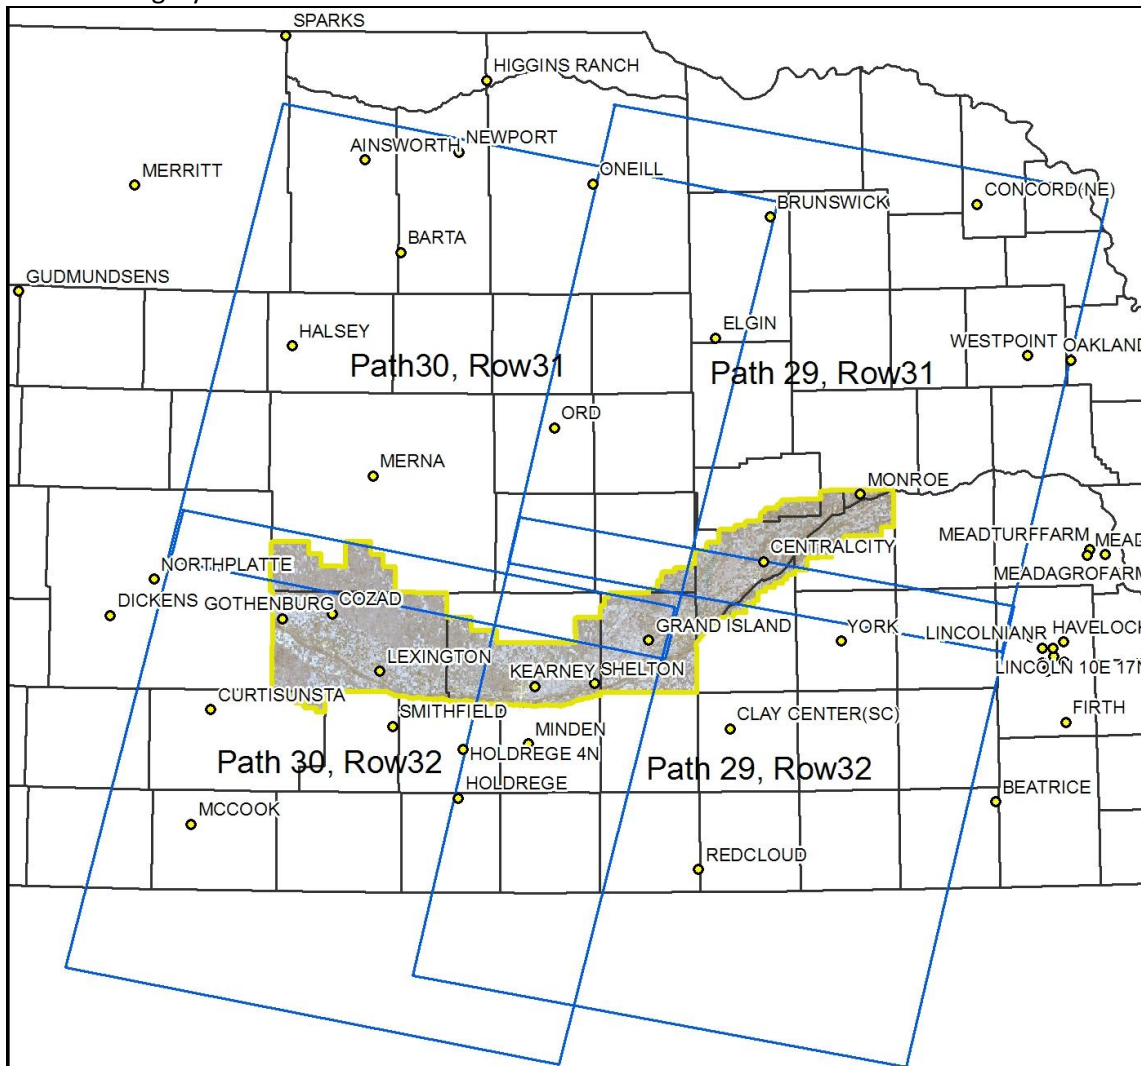 SPARKS
HIGGINS RANCH
NEWPORT
AINSWORTH
ONEILL
MERRITT
CONCORD(NE)
BRUNSWICK
BARTA
GUDMUNDSENS
ELGIN
HALSEY
WESTPOINT
OAKLAND
Path30, Row31
Path 29, Row31
ORD
MERNA
MONROE
MEADTURFFARM
MEAD
CENTRALCITY
MEADAGROFARM
NORTHPLATTE
DICKENS
GOTHENBURG
COZAD
GRAND ISLAND
YORK
LINCOLNIANR
HAVELOCK
LEXINGTON
KEARNEY
SHELTON
LINCOLN 10E 17N
CURTISUNSTA
SMITHFIELD
MINDEN
CLAY CENTER(SC)
FIRTH
HOLDREGE 4N
Path 30, Row32
Path 29, Row32
HOLDREGE
BEATRICE
MCCOOK
REDCLOUD